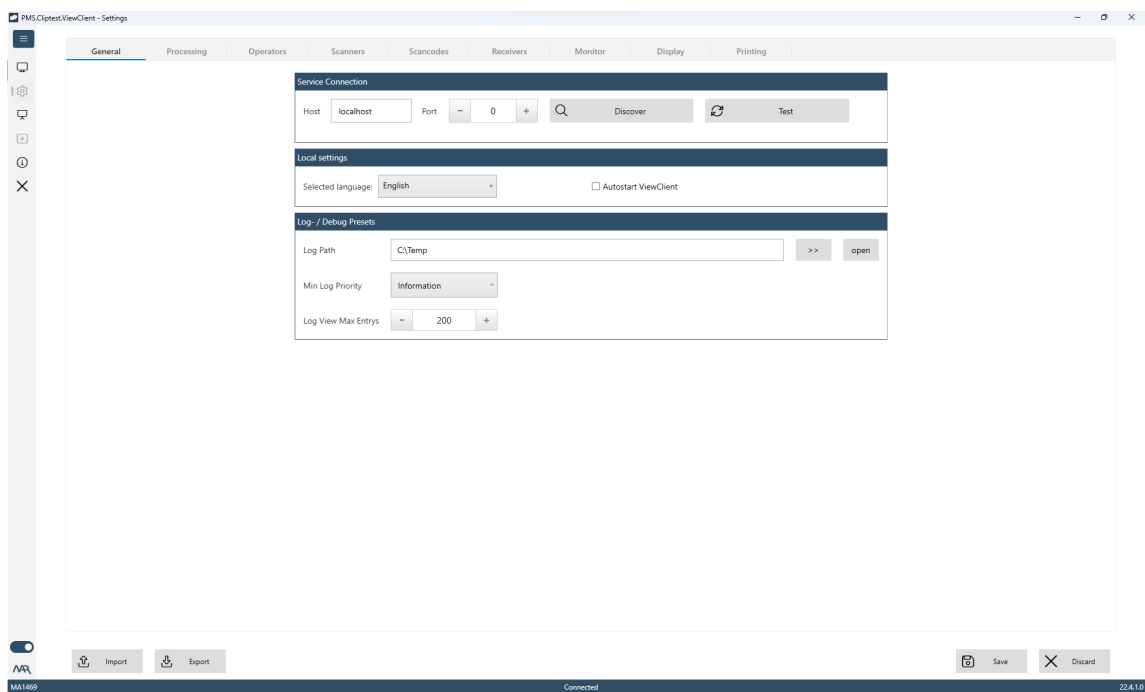 PMS.Cliptest.ViewClient - Settings
General Processing Operators Scanners Scancodes Receivers Monitor Display Printing
Service Connection
Host localhost Port - 0 + Discover Test
Local settings
Selected language: English Autostart ViewClient
Log- / Debug Presets
Log Path C:\Temp >> open
Min Log Priority Information
Log View Max Entrys - 200 +
Import Export Save Discard
MA1469 Connected 22.4.1.0